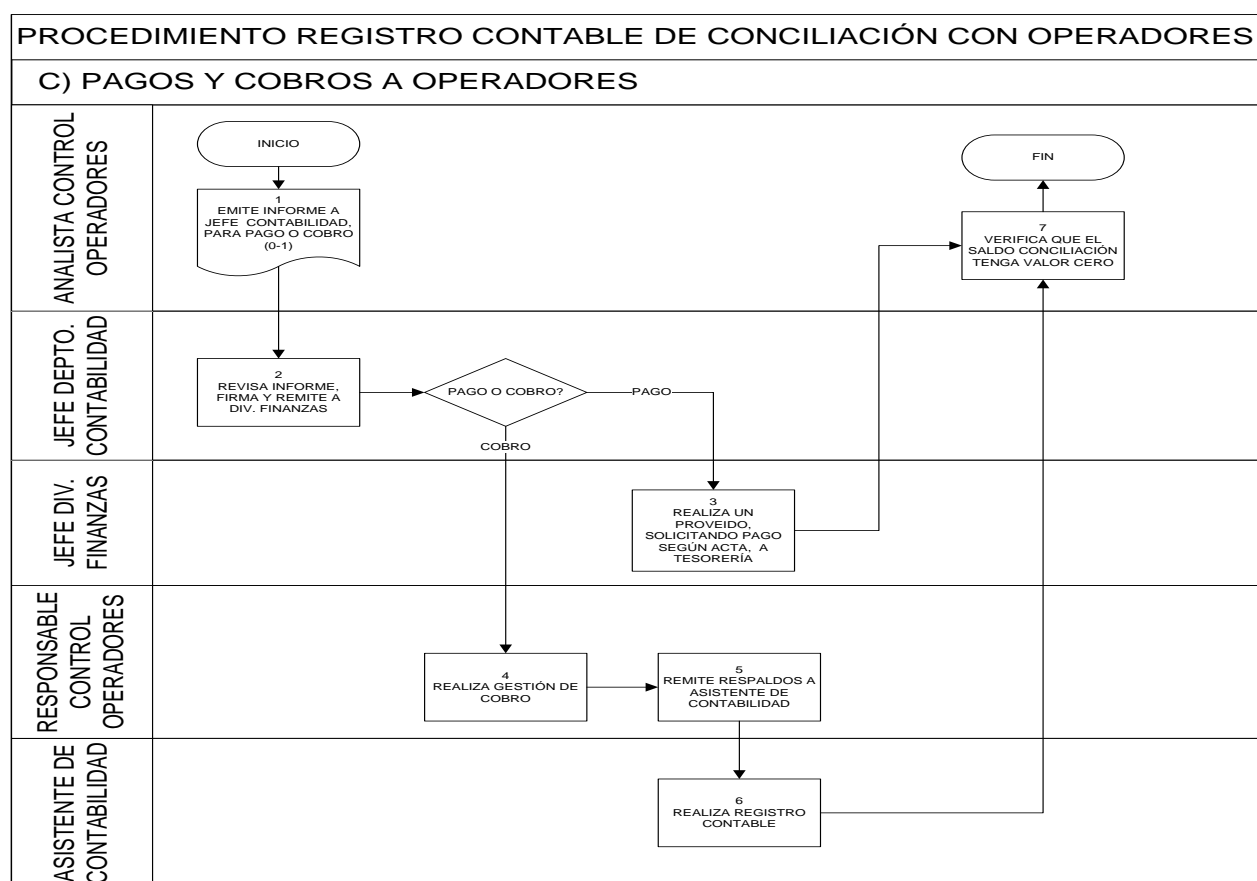 PROCEDIMIENTO REGISTRO CONTABLE DE CONCILIACIÓN CON OPERADORES
C) PAGOS Y COBROS A OPERADORES
ANALISTA CONTROL
OPERADORES
INICIO
1
EMITE INFORME A
JEFE CONTABILIDAD,
PARA PAGO O COBRO
(0-1)
FIN
7
VERIFICA QUE EL
SALDO CONCILIACIÓN
TENGA VALOR CERO
JEFE DEPTO.
CONTABILIDAD
2
REVISA INFORME,
FIRMA Y REMITE A
DIV. FINANZAS
PAGO O COBRO?
PAGO
COBRO
JEFE DIV.
FINANZAS
3
REALIZA UN
PROVEIDO,
SOLICITANDO PAGO
SEGÚN ACTA, A
TESORERÍA
RESPONSABLE
CONTROL
OPERADORES
4
REALIZA GESTIÓN DE
COBRO
5
REMITE RESPALDOS A
ASISTENTE DE
CONTABILIDAD
ASISTENTE DE
CONTABILIDAD
6
REALIZA REGISTRO
CONTABLE